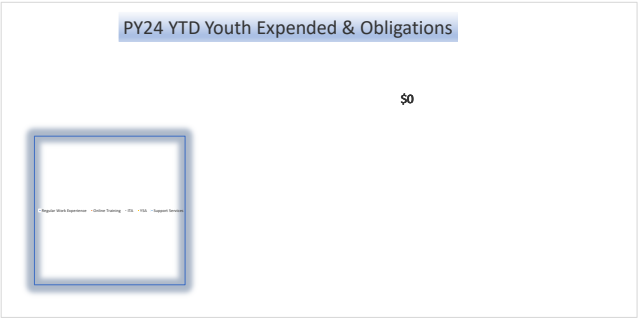 PY24 YTD Youth Expended & Obligations
$0
Regular Work Experience Online Training ITA YSS Support Services